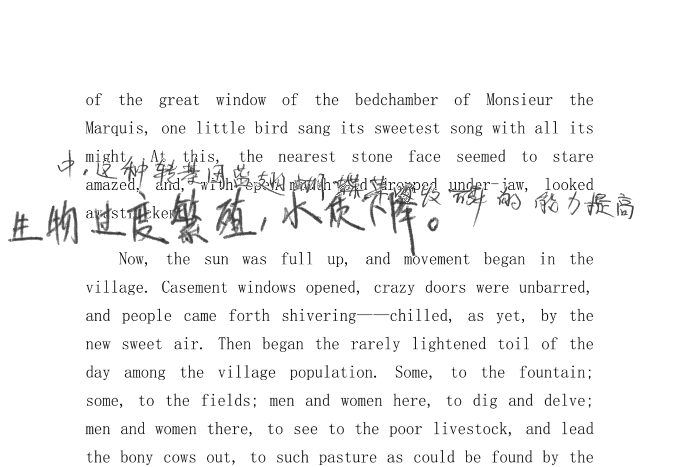 of the great window of the bedchamber of Monsieur the
Marquis, one little bird sang its sweetest song with all its
might. At this, the nearest stone face seemed to stare
中,这种转基因
amazed, and, with open mouth and dropped under-jaw, looked
的能力提高
awestricken.
生物过度繁殖,水质下降。
Now, the sun was full up, and movement began in the
village. Casement windows opened, crazy doors were unbarred,
and people came forth shivering——chilled, as yet, by the
new sweet air. Then began the rarely lightened toil of the
day among the village population. Some, to the fountain;
some, to the fields; men and women here, to dig and delve;
men and women there, to see to the poor livestock, and lead
the bony cows out, to such pasture as could be found by the